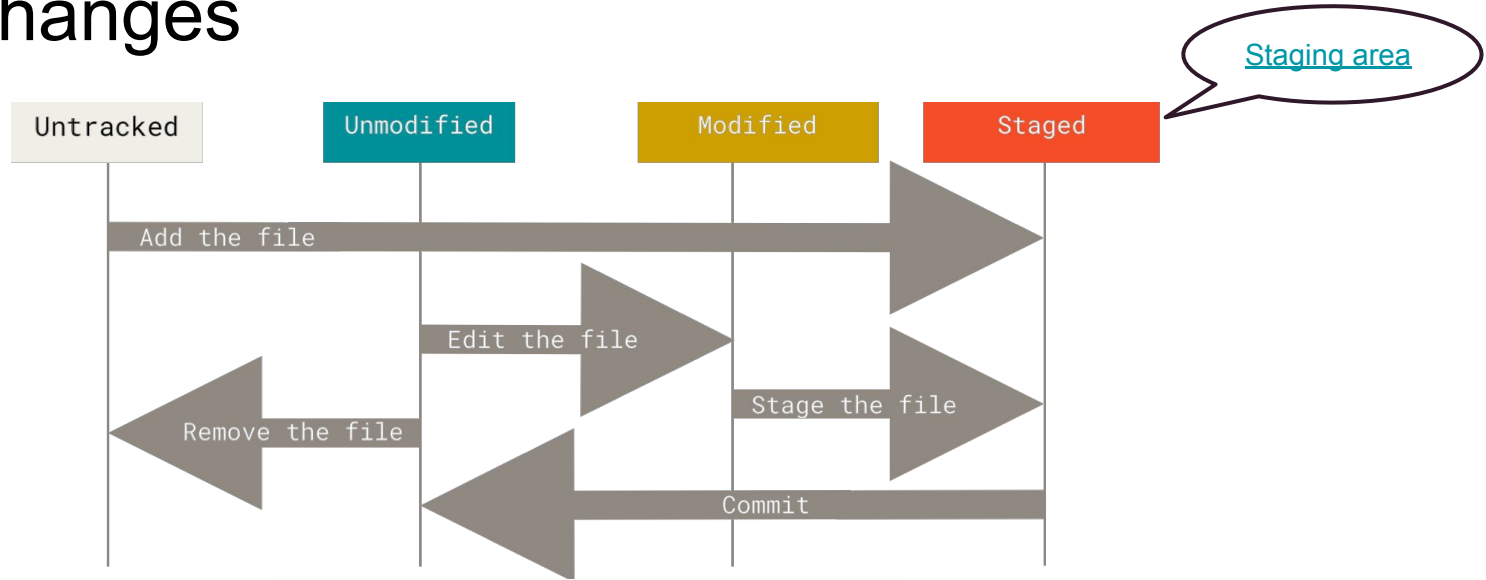 hanges
Staging area
Untracked
Unmodified
Modified
Staged
Add the file
Edit the file
Stage the file
Remove the file
Commit